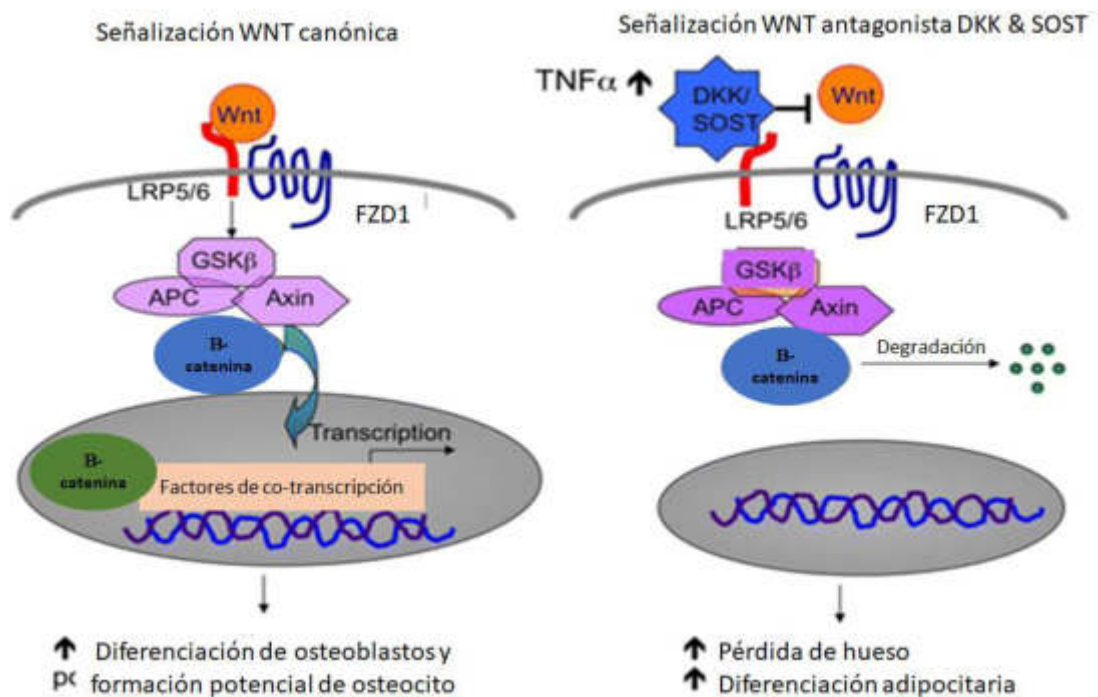 Señalización WNT canónica
Wnt
LRP5/6
FZD1
GSKβ
APC
Axin
B-
catenina
Transcription
B-
catenina
Factores de co-transcripción
Diferenciación de osteoblastos y
pc formación potencial de osteocito
Señalización WNT antagonista DKK & SOST
TNFα
DKK/
SOST
Wnt
LRP5/6
FZD1
GSKβ
APC
Axin
B-
catenina
Degradación
Pérdida de hueso
Diferenciación adipocitaria